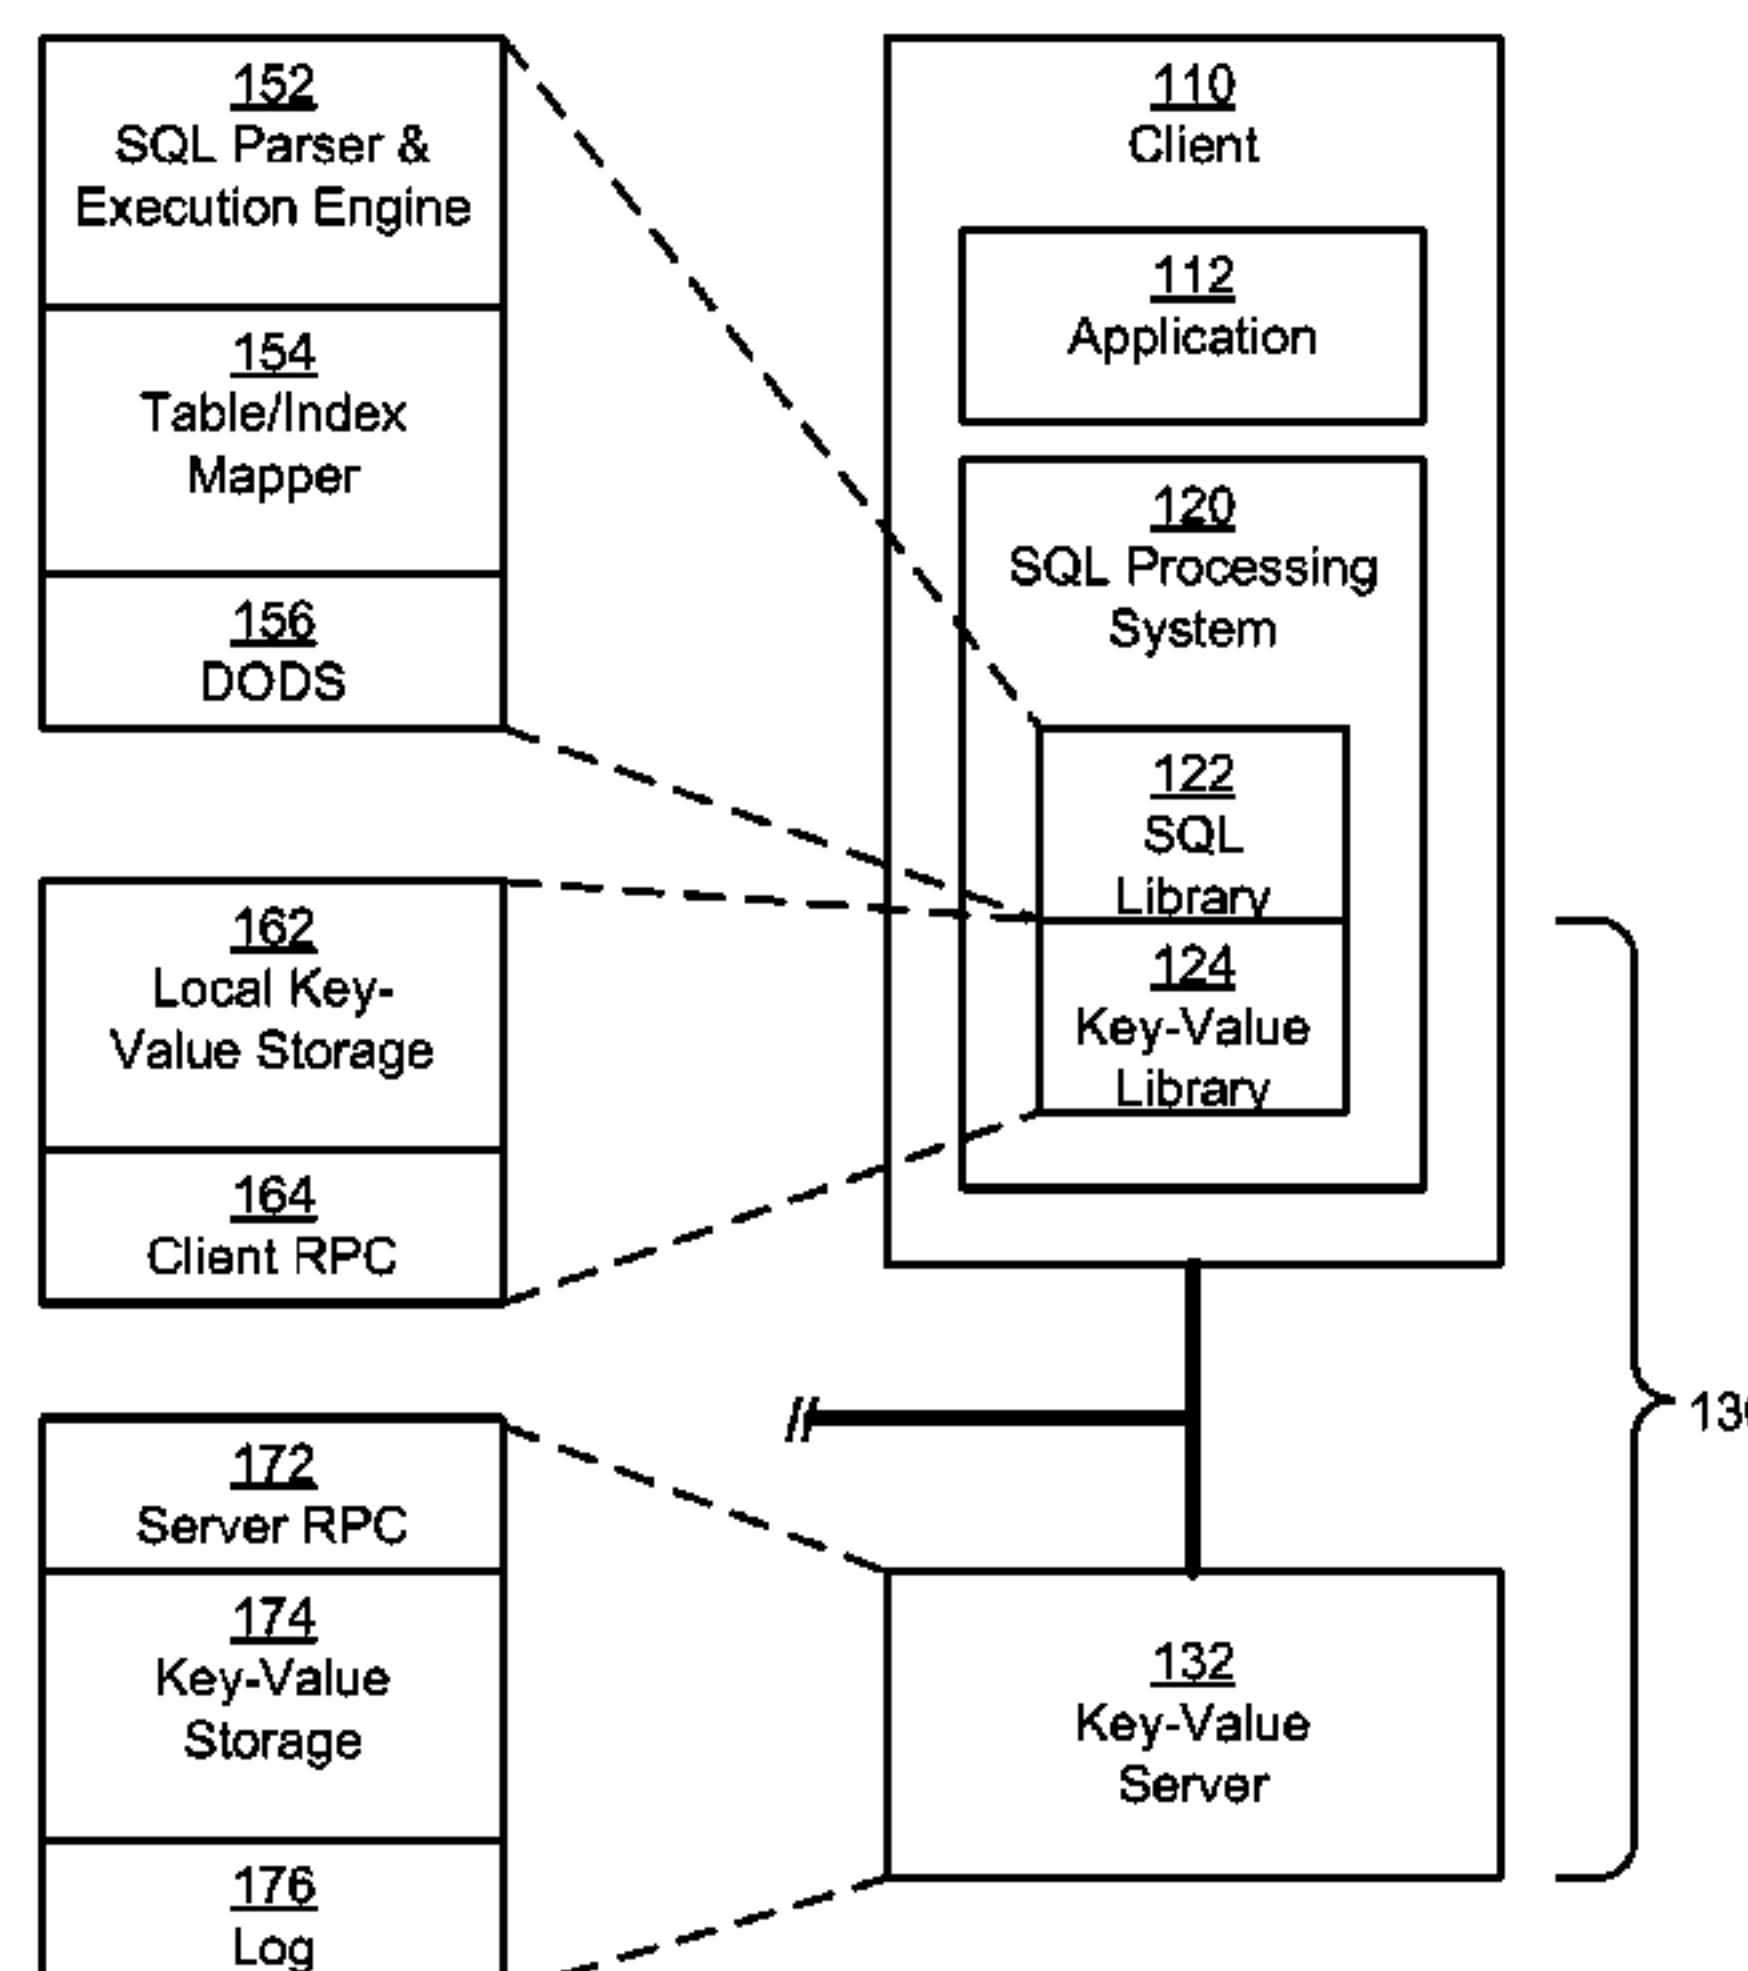 152
SQL Parser &
Execution Engine
154
Table/Index
Mapper
156
DODS
162
Local Key-
Value Storage
164
Client RPC
172
Server RPC
174
Key-Value
Storage
176
Log
110
Client
112
Application
120
SQL Processing
System
122
SQL
Library
124
Key-Value
Library
132
Key-Value
Server